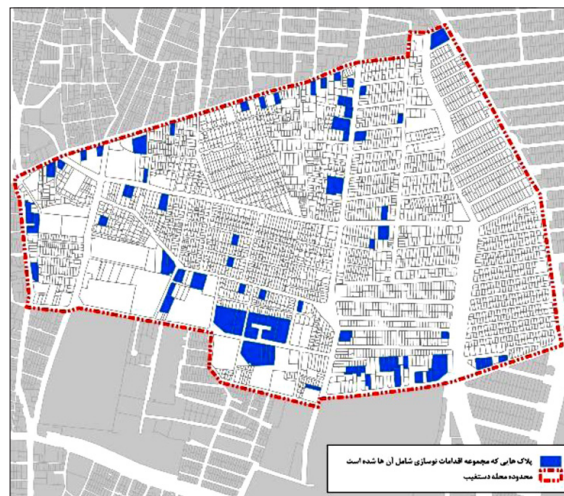 پلاک هایی که مجموعه اقدامات نوسازی شامل آن ها شده است
محدوده محله دستغیب